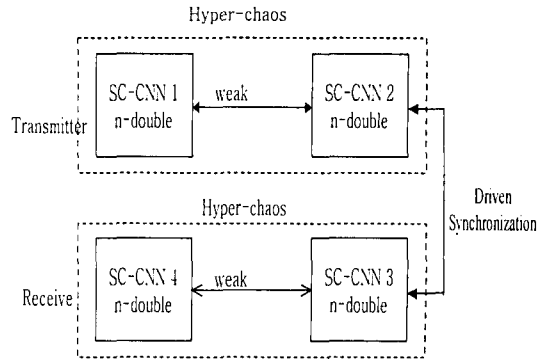 Hyper-chaos
SC-CNN 1
n-double
weak
SC-CNN 2
n-double
Transmitter
Driven
Synchronization
Hyper-chaos
SC-CNN 4
n-double
weak
SC-CNN 3
n-double
Receive